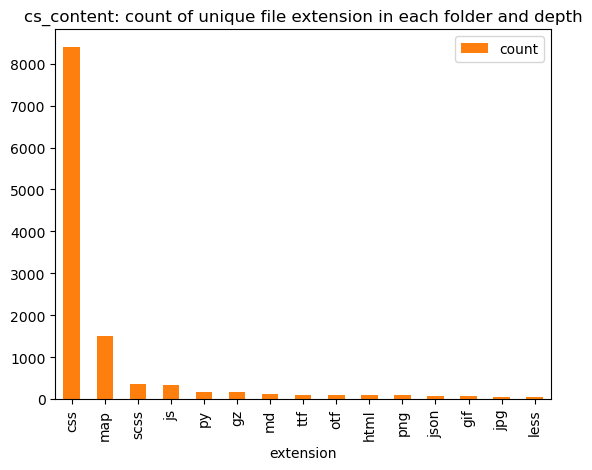 cs_content: count of unique file extension in each folder and depth
count
8000
7000
6000
5000
4000
3000
2000
1000
0
css
map
scss
js
py
gz
md
ttf
otf
html
png
json
gif
jpg
less
extension